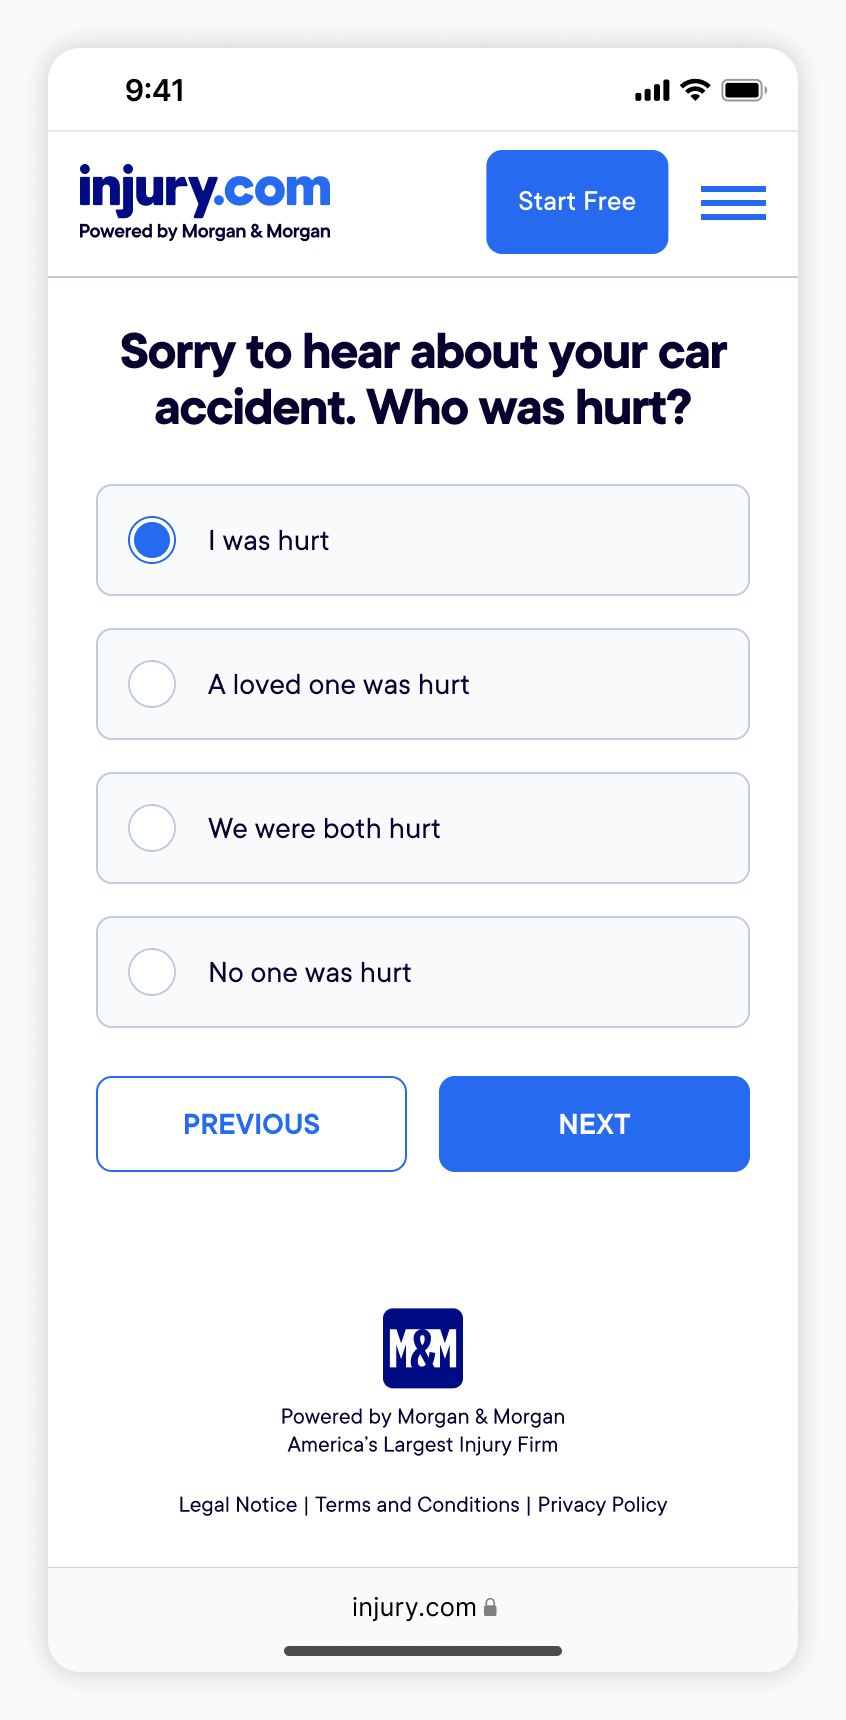 9:41
injury.com
Powered by Morgan & Morgan
Start Free
Sorry to hear about your car
accident. Who was hurt?
I was hurt
A loved one was hurt
We were both hurt
No one was hurt
PREVIOUS
NEXT
M&M
Powered by Morgan & Morgan
America's Largest Injury Firm
Legal Notice | Terms and Conditions | Privacy Policy
injury.com